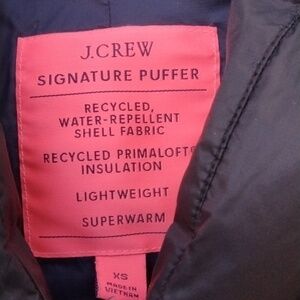 J.CREW
SIGNATURE PUFFER
RECYCLED,
WATER-REPELLENT
SHELL FABRIC
RECYCLED PRIMALOFT®
INSULATION
LIGHTWEIGHT
SUPERWARM
XS
MADE IN
VIETNAM